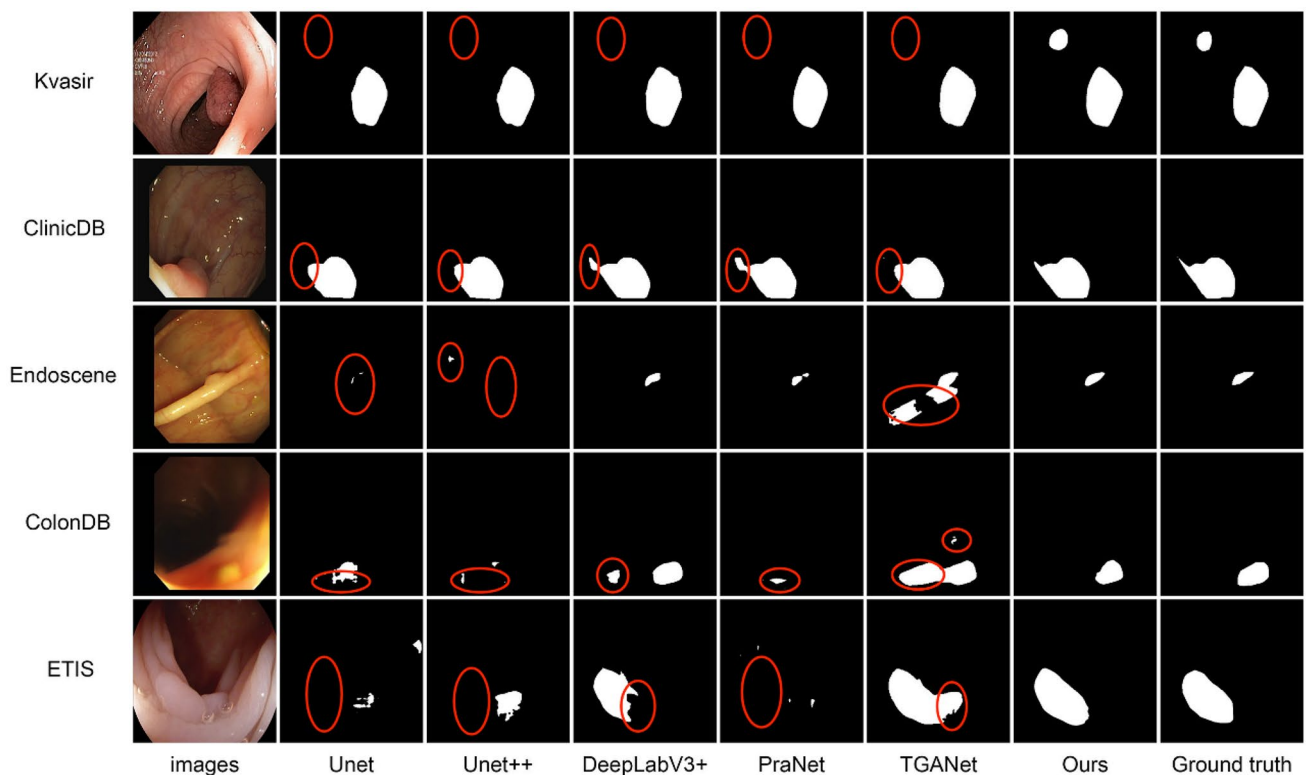 Kvasir
ClinicDB
Endoscene
ColonDB
ETIS
images Unet Unet++ DeepLabV3+ PraNet TGANet Ours Ground truth